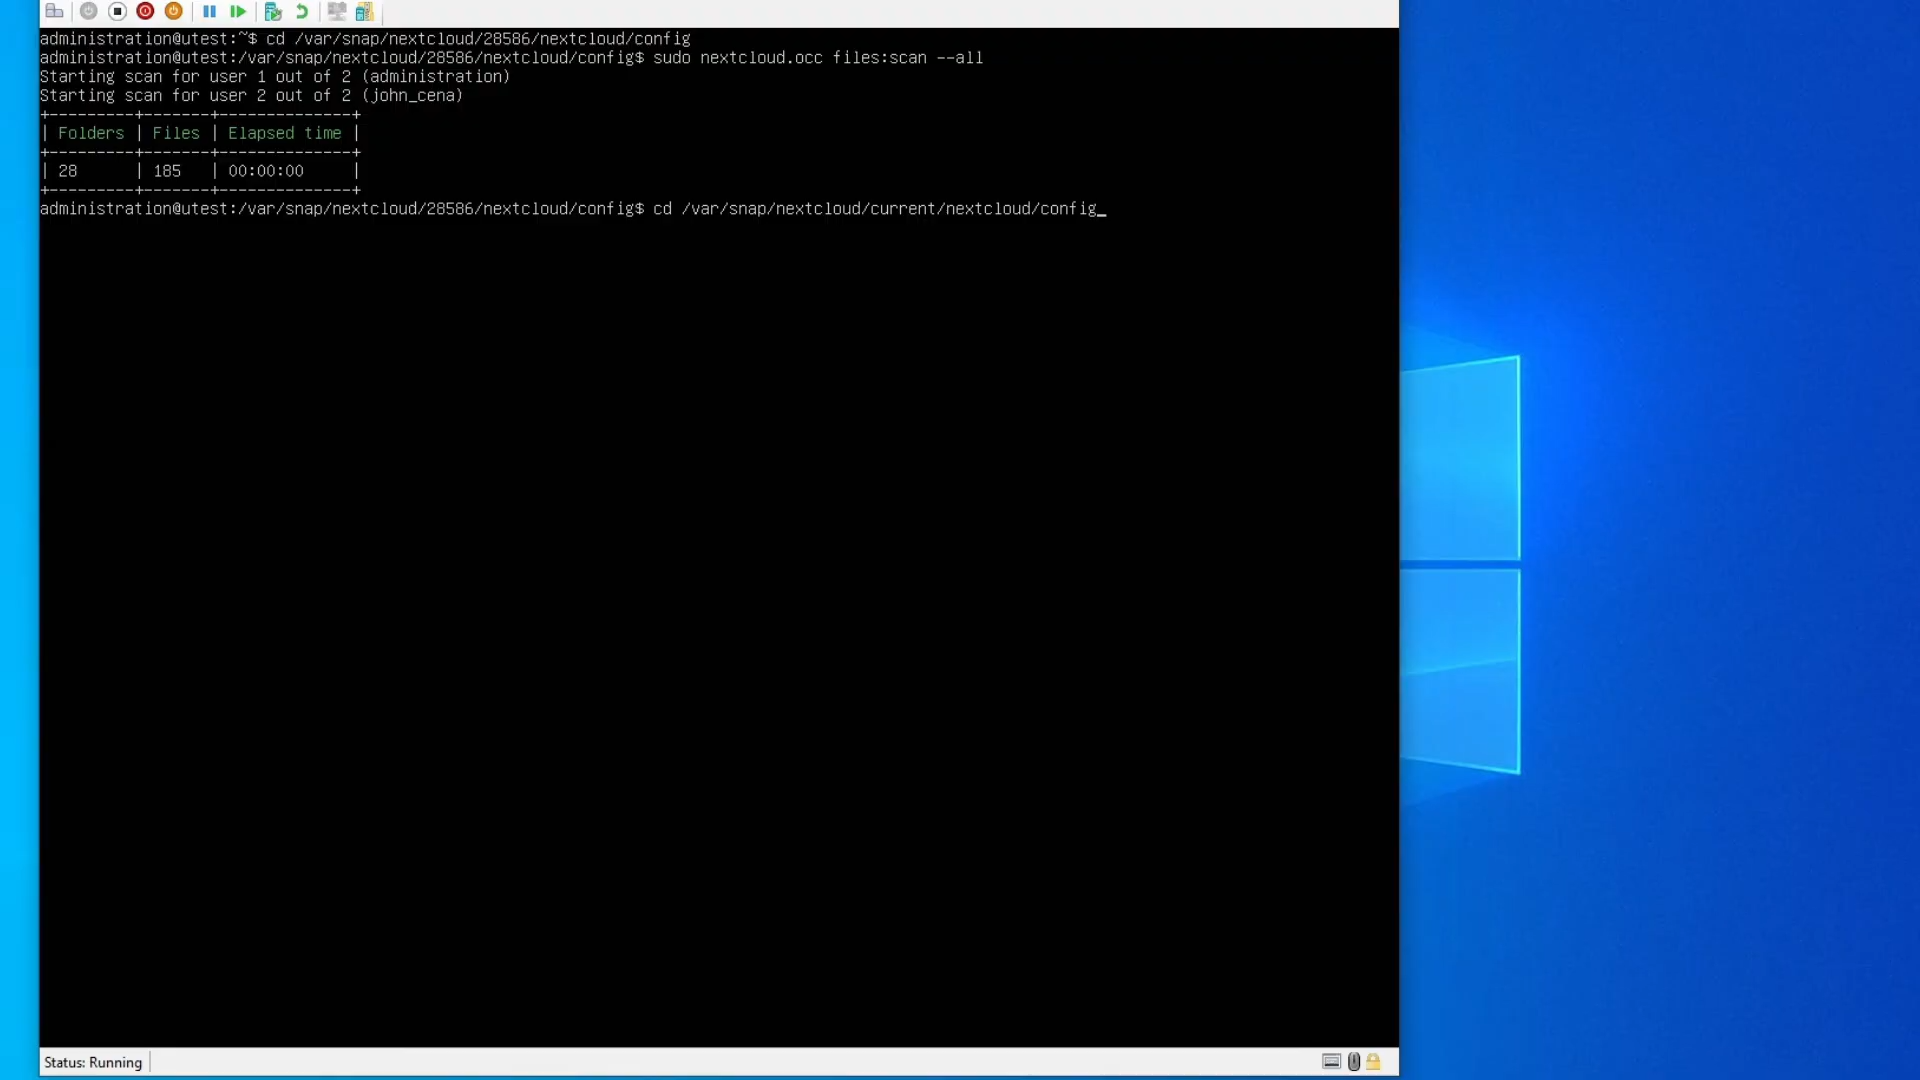 administration@utest:~$ cd /var/snap/nextcloud/28586/nextcloud/config
administration@utest:/var/snap/nextcloud/28586/nextcloud/config$ sudo nextcloud.occ files:scan --all
Starting scan for user 1 out of 2 (administration)
Starting scan for user 2 out of 2 (john_cena)
+---------+-------+--------------+
| Folders | Files | Elapsed time |
+---------+-------+--------------+
| 28      | 185   | 00:00:00     |
+---------+-------+--------------+
administration@utest:/var/snap/nextcloud/28586/nextcloud/config$ cd /var/snap/nextcloud/current/nextcloud/config_
Status: Running